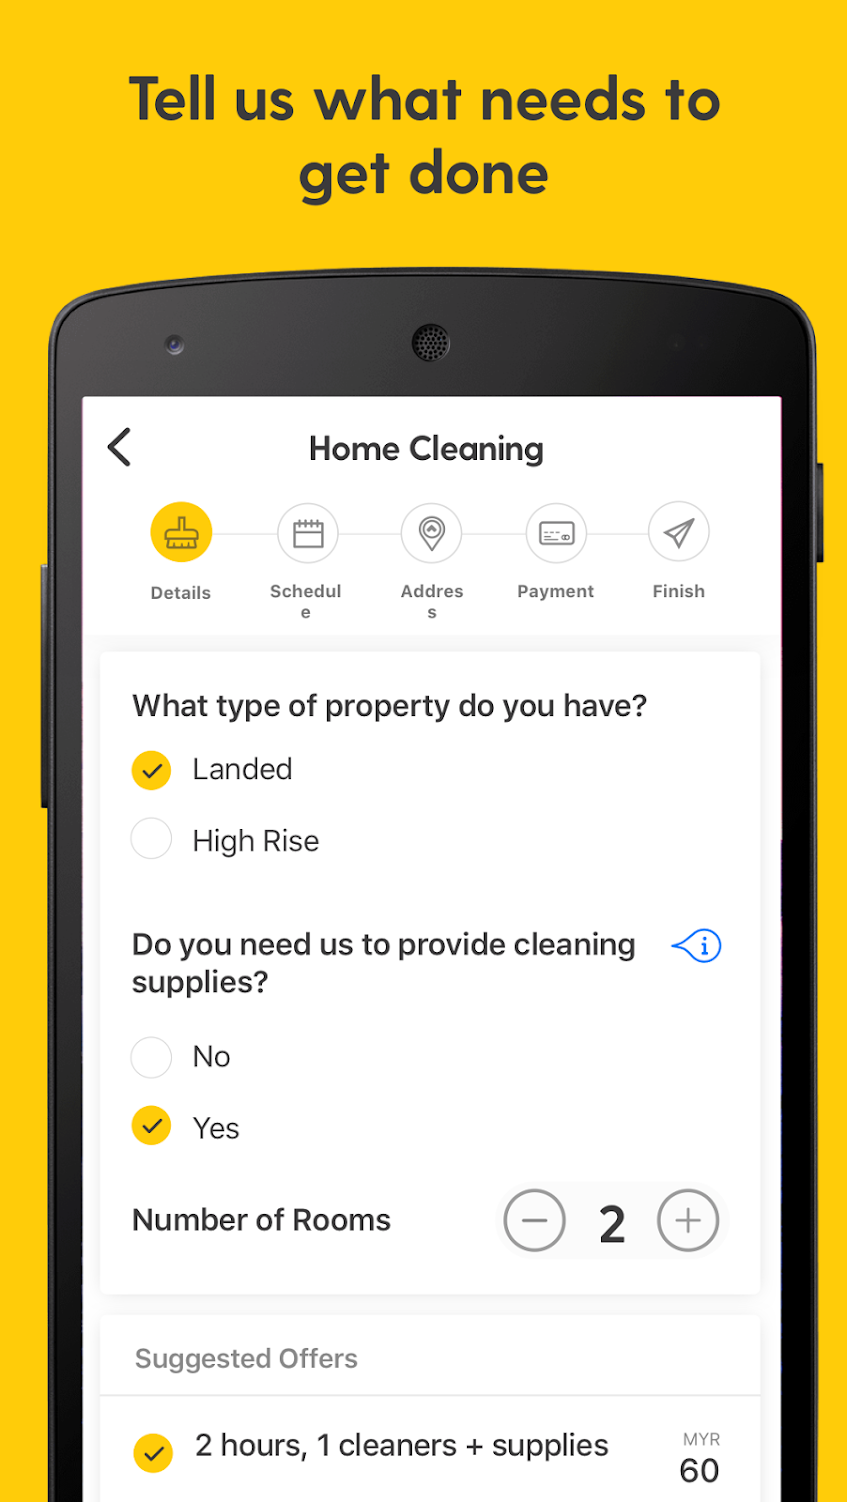 Tell us what needs to
get done
Home Cleaning
Details
Schedul
e
Addres
s
Payment
Finish
What type of property do you have?
Landed
High Rise
Do you need us to provide cleaning
supplies?
i
No
Yes
Number of Rooms
2
Suggested Offers
2 hours, 1 cleaners + supplies
MYR
60